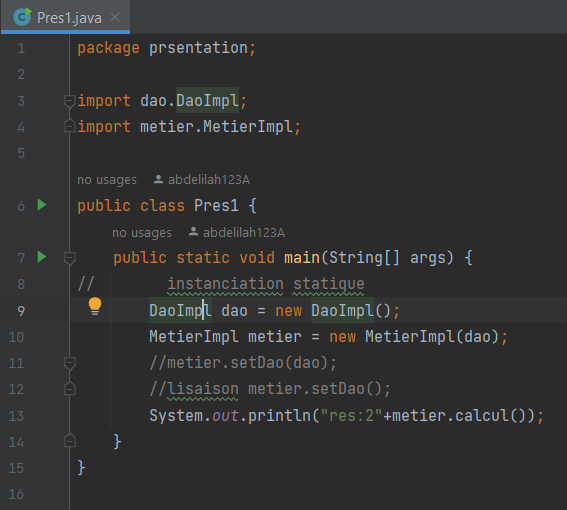 Pres1.java
1 package prsentation;
2
3 import dao.DaoImpl;
4 import metier.MetierImpl;
5
no usages abdelilah123A
6 public class Pres1 {
no usages abdelilah123A
7 public static void main(String[] args) {
8 // instanciation statique
9 DaoImpl dao = new DaoImpl();
10 MetierImpl metier = new MetierImpl(dao);
11 //metier.setDao(dao);
12 //lisaison metier.setDao();
13 System.out.println("res:2"+metier.calcul());
14 }
15 }
16